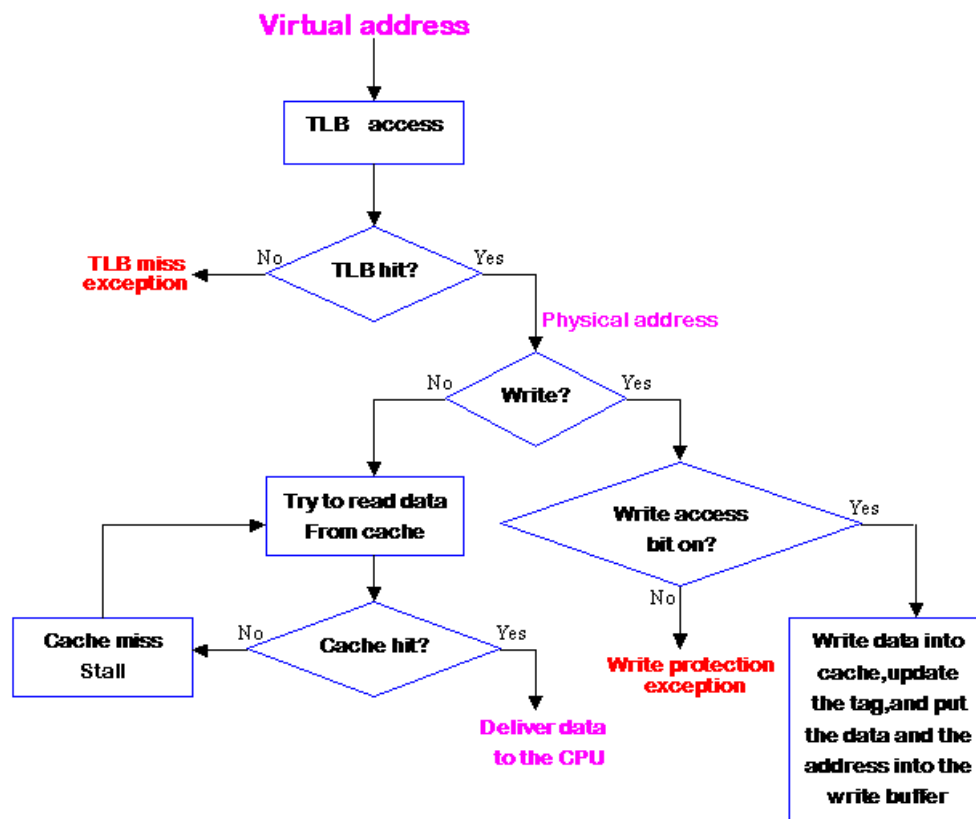 Virtual address
TLB access
No
Yes
TLB hit?
TLB miss
exception
Physical address
No
Yes
Write?
Try to read data
From cache
Write access
bit on?
Yes
No
Cache miss
Stall
No
Cache hit?
Yes
Write protection
exception
Write data into
cache,update
the tag,and put
the data and the
address into the
write buffer
Deliver data
to the CPU